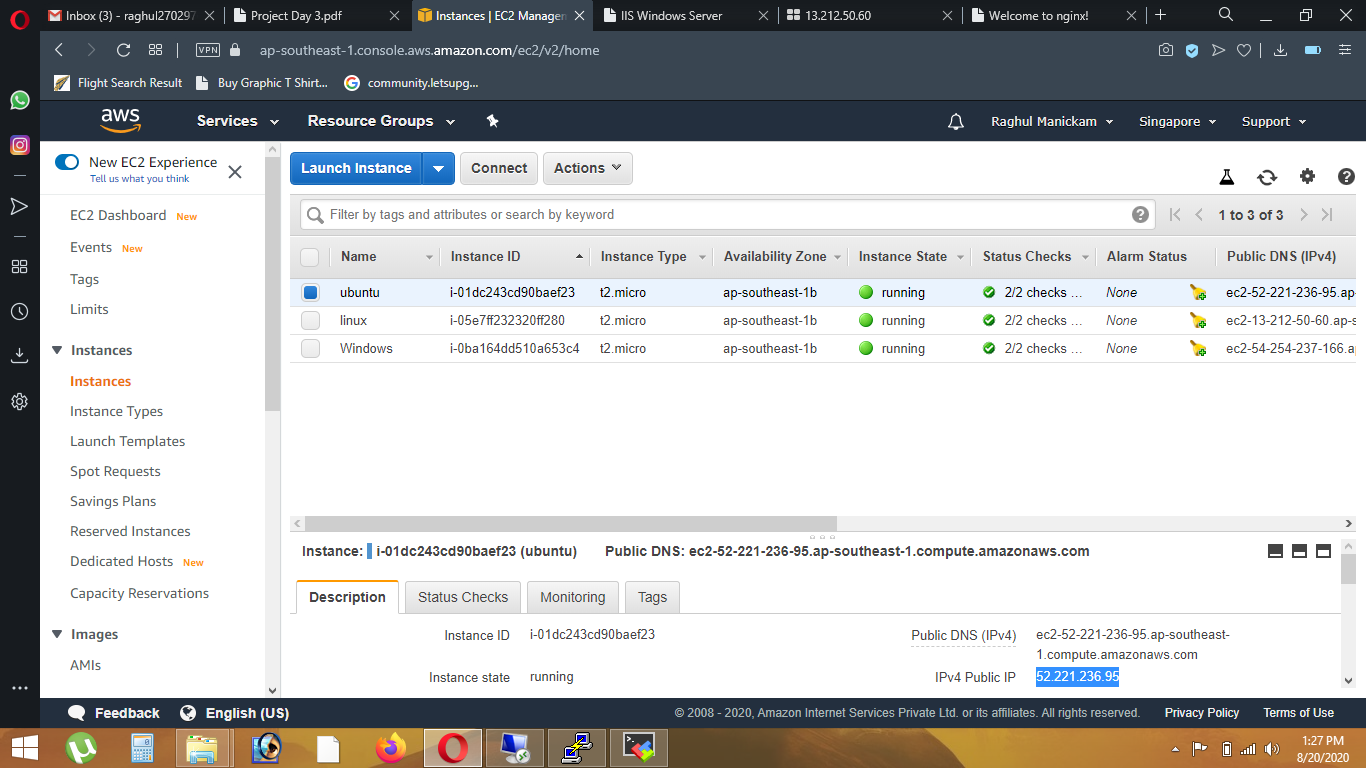 Inbox (3) - raghul270297
Project Day 3.pdf
Instances | EC2 Manager
IIS Windows Server
13.212.50.60
Welcome to nginx!
VPN
ap-southeast-1.console.aws.amazon.com/ec2/v2/home
Flight Search Result
Buy Graphic T Shirt...
community.letsupg...
aws
Services
Resource Groups
Raghul Manickam
Singapore
Support
New EC2 Experience
Tell us what you think
Launch Instance
Connect
Actions
Filter by tags and attributes or search by keyword
1 to 3 of 3
EC2 Dashboard New
Events New
Tags
Limits
Instances
Instances
Instance Types
Launch Templates
Spot Requests
Savings Plans
Reserved Instances
Dedicated Hosts New
Capacity Reservations
Images
AMIs
Name Instance ID Instance Type Availability Zone Instance State Status Checks Alarm Status Public DNS (IPv4)
ubuntu i-01dc243cd90baef23 t2.micro ap-southeast-1b running 2/2 checks ... None ec2-52-221-236-95.ap-
linux i-05e7ff232320ff280 t2.micro ap-southeast-1b running 2/2 checks ... None ec2-13-212-50-60.ap-s
Windows i-0ba164dd510a653c4 t2.micro ap-southeast-1b running 2/2 checks ... None ec2-54-254-237-166.a
Instance: i-01dc243cd90baef23 (ubuntu) Public DNS: ec2-52-221-236-95.ap-southeast-1.compute.amazonaws.com
Description
Status Checks
Monitoring
Tags
Instance ID i-01dc243cd90baef23
Public DNS (IPv4) ec2-52-221-236-95.ap-southeast-
1.compute.amazonaws.com
Instance state running
IPv4 Public IP 52.221.236.95
Feedback
English (US)
© 2008 - 2020, Amazon Internet Services Private Ltd. or its affiliates. All rights reserved.
Privacy Policy
Terms of Use
1:27 PM
8/20/2020